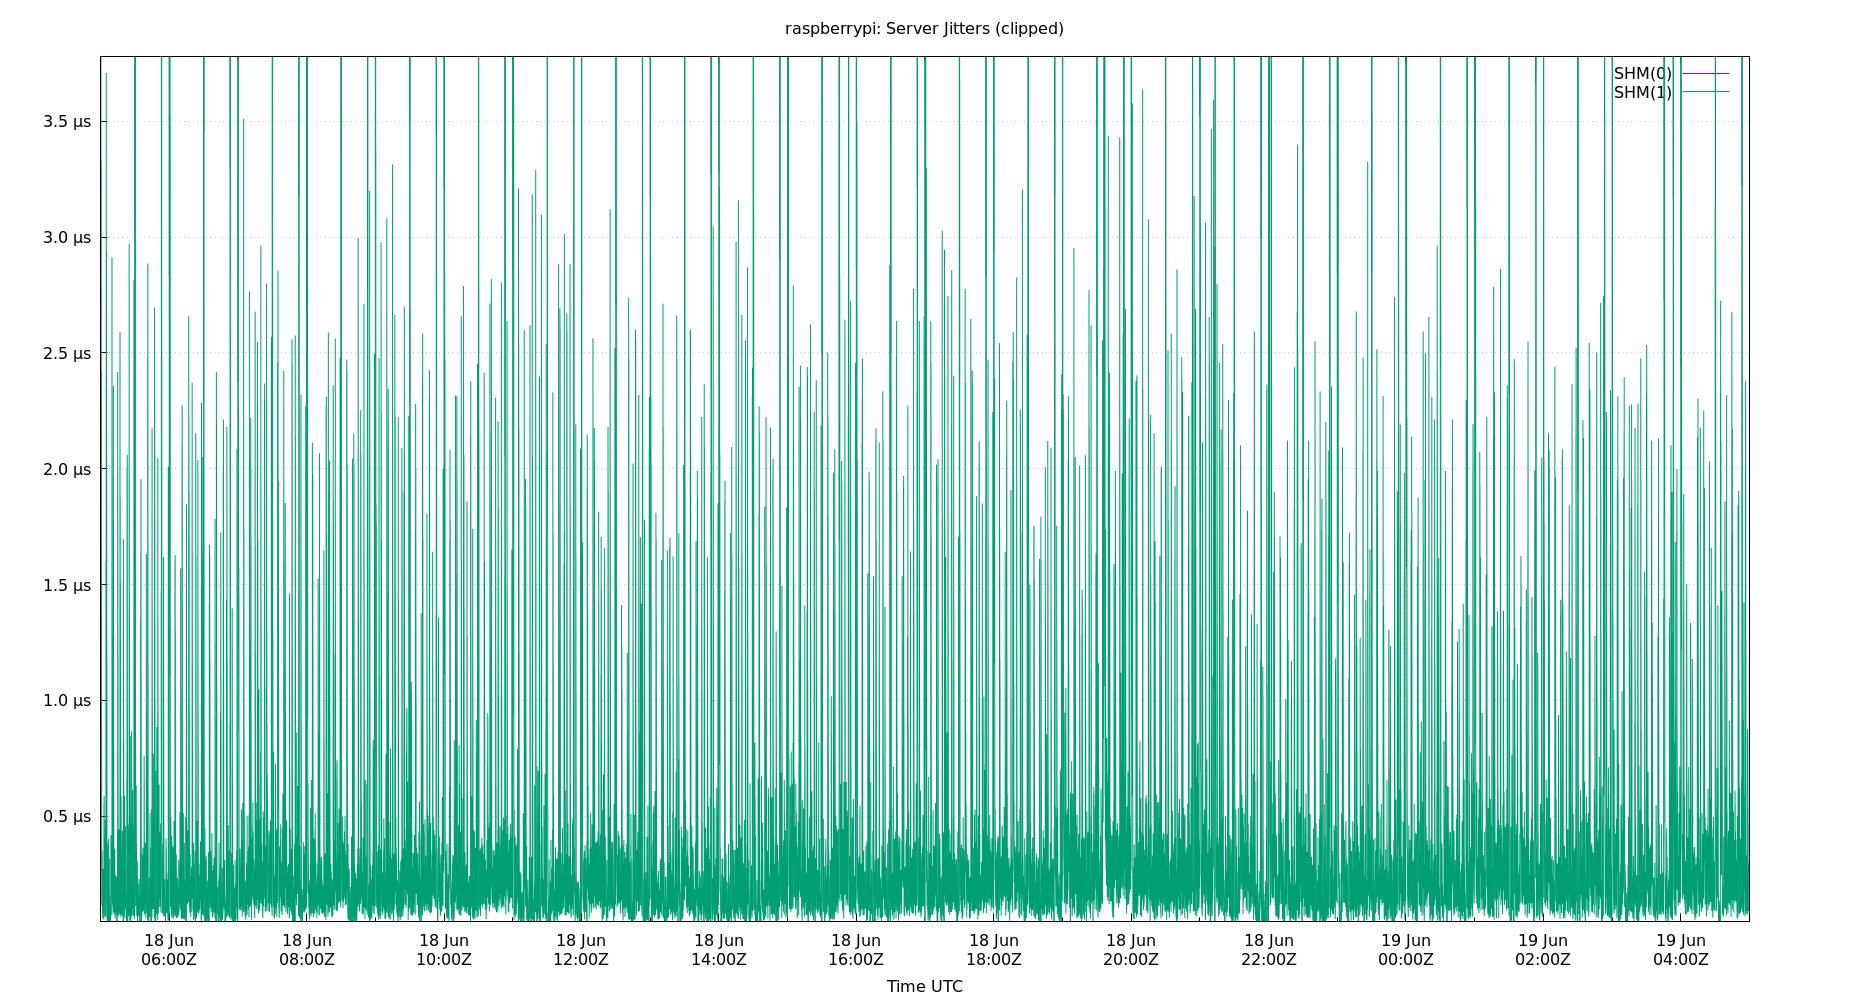 raspberrypi: Server Jitters (clipped)
SHM(0)
SHM(1)
3.5 µs
3.0 µs
2.5 µs
2.0 µs
1.5 µs
1.0 µs
0.5 µs
18 Jun 18 Jun 18 Jun 18 Jun 18 Jun 18 Jun 18 Jun 18 Jun 18 Jun 19 Jun 19 Jun 19 Jun
06:00Z 08:00Z 10:00Z 12:00Z 14:00Z 16:00Z 18:00Z 20:00Z 22:00Z 00:00Z 02:00Z 04:00Z
Time UTC